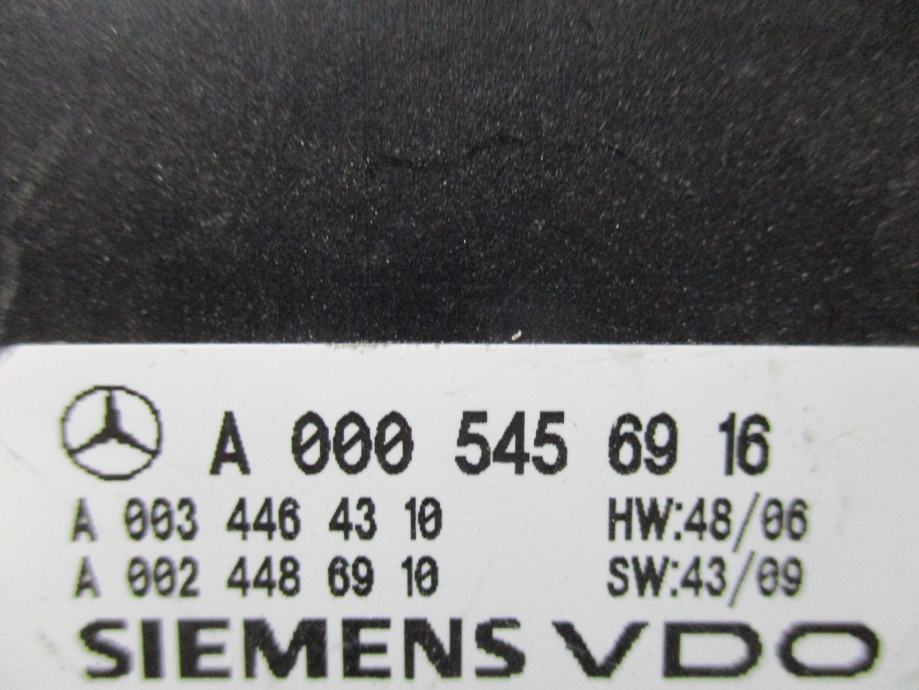 A 000 545 69 16
A 003 446 43 10 HW:48/06
A 002 448 69 10 SW:43/09
SIEMENS VDO